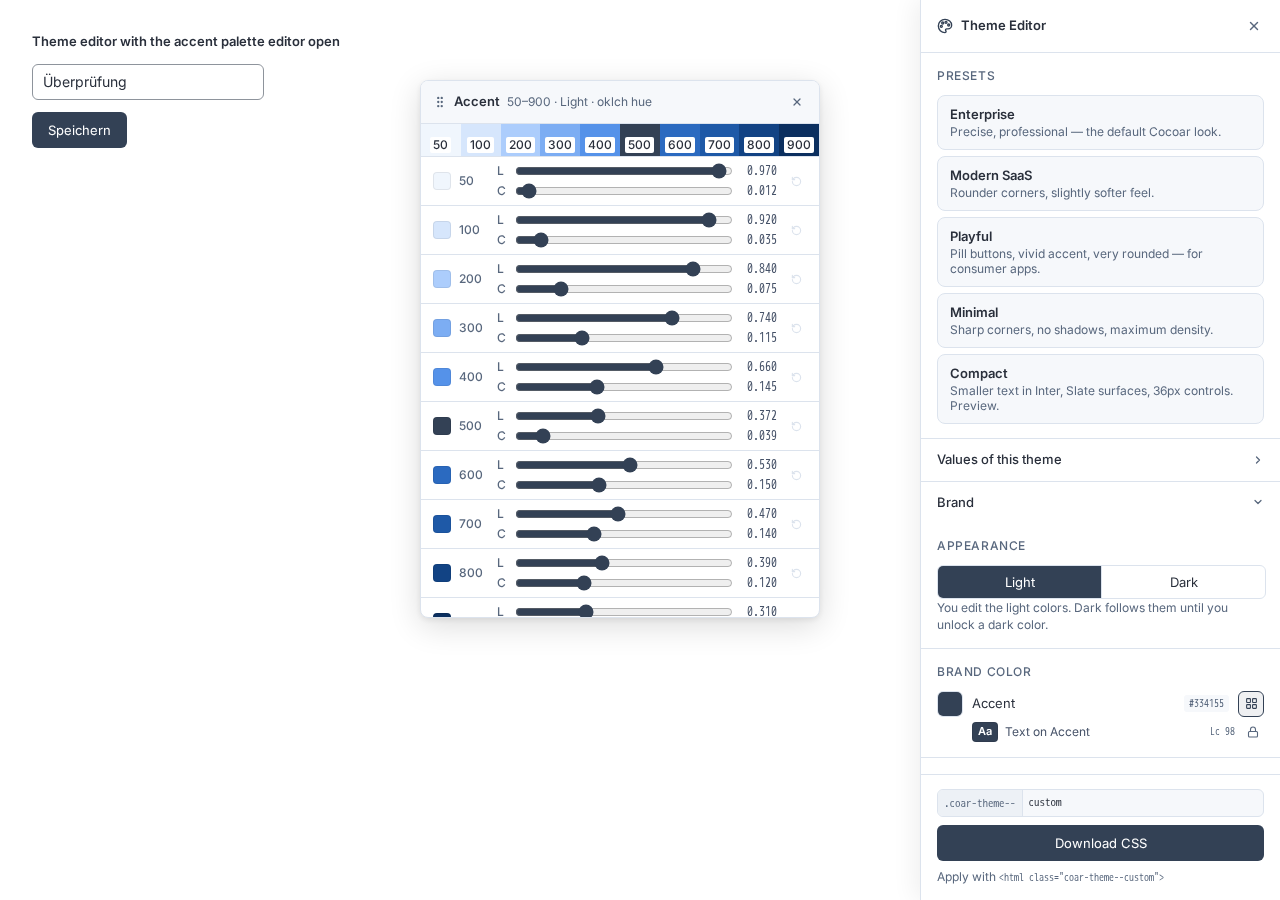 Theme editor with the accent palette editor open
Überprüfung
Speichern
Accent 50–900 · Light · oklch hue
50 100 200 300 400 500 600 700 800 900
50 L 0.970
C 0.012
100 L 0.920
C 0.035
200 L 0.840
C 0.075
300 L 0.740
C 0.115
400 L 0.660
C 0.145
500 L 0.372
C 0.039
600 L 0.530
C 0.150
700 L 0.470
C 0.140
800 L 0.390
C 0.120
L 0.310
Theme Editor
PRESETS
Enterprise
Precise, professional — the default Cocoar look.
Modern SaaS
Rounder corners, slightly softer feel.
Playful
Pill buttons, vivid accent, very rounded — for
consumer apps.
Minimal
Sharp corners, no shadows, maximum density.
Compact
Smaller text in Inter, Slate surfaces, 36px controls.
Preview.
Values of this theme
Brand
APPEARANCE
Light Dark
You edit the light colors. Dark follows them until you
unlock a dark color.
BRAND COLOR
Accent #334155
Aa Text on Accent Lc 98
.coar-theme-- custom
Download CSS
Apply with <html class="coar-theme--custom">